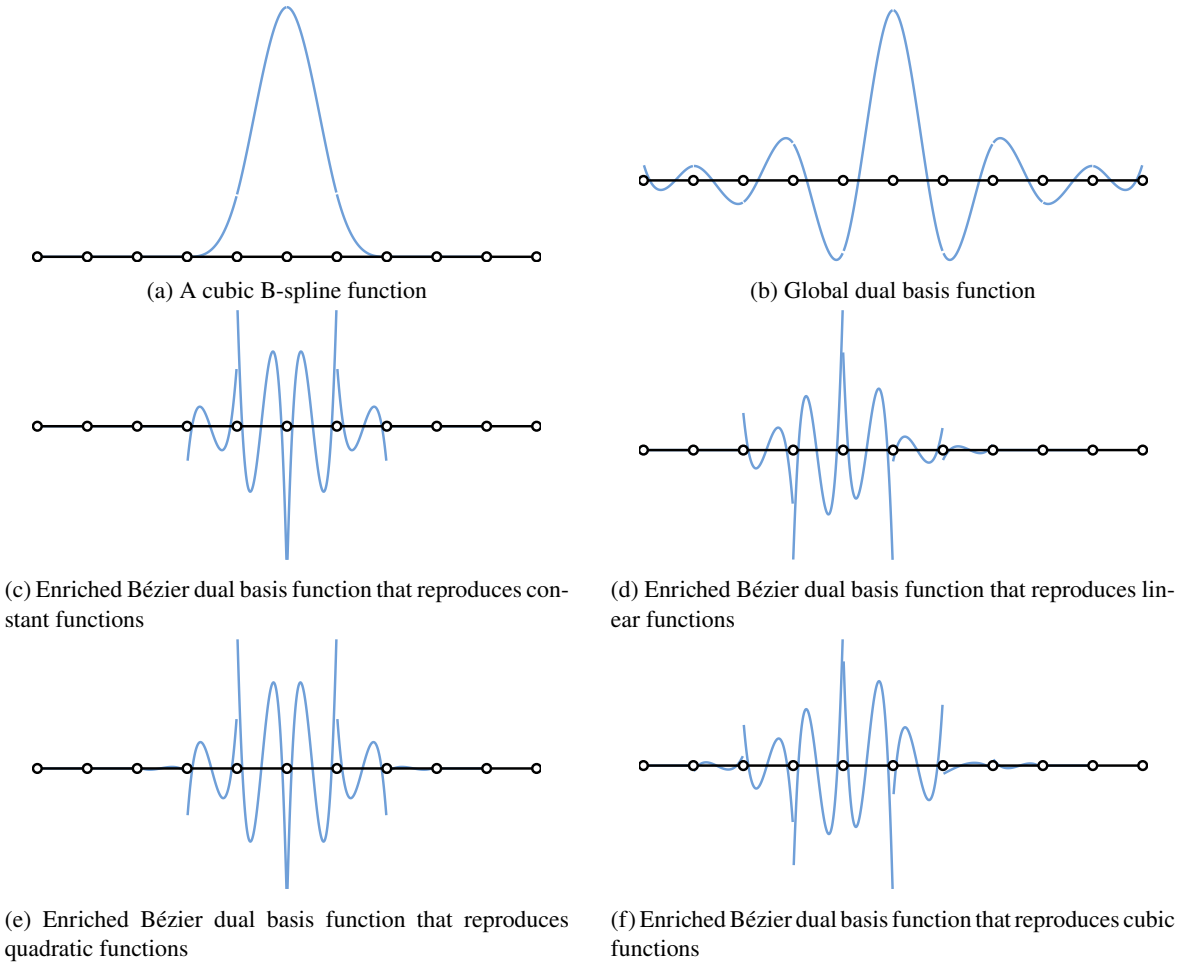 (a) A cubic B-spline function
(b) Global dual basis function
(c) Enriched Bézier dual basis function that reproduces con-
stant functions
(d) Enriched Bézier dual basis function that reproduces lin-
ear functions
(e) Enriched Bézier dual basis function that reproduces
quadratic functions
(f) Enriched Bézier dual basis function that reproduces cubic
functions